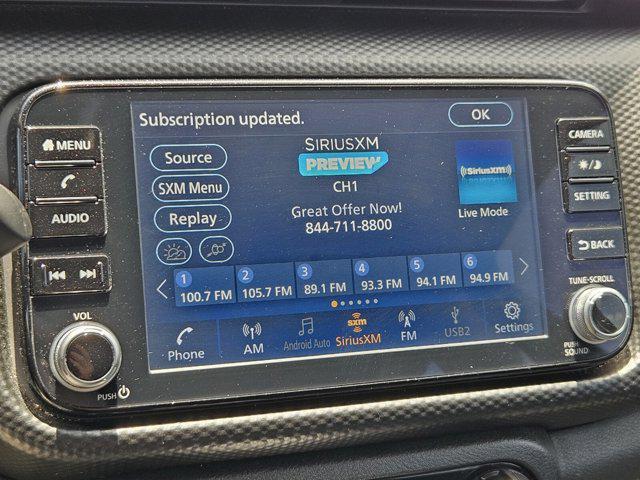 Subscription updated.
OK
MENU
AUDIO
VOL
PUSH
Source
SXM Menu
Replay
SIRIUSXM
PREVIEW
CH1
Great Offer Now!
844-711-8800
((SiriusXM))
Live Mode
1
100.7 FM
2
105.7 FM
3
89.1 FM
4
93.3 FM
5
94.1 FM
6
94.9 FM
Phone
AM
Android Auto
sxm
SiriusXM
FM
USB2
Settings
CAMERA
SETTING
BACK
TUNE·SCROLL
PUSH
SOUND